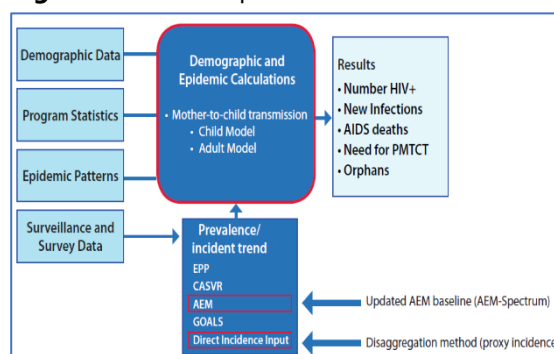 Demographic Data
Program Statistics
Epidemic Patterns
Surveillance and
Survey Data
Demographic and
Epidemic Calculations
• Mother-to-child transmission
• Child Model
• Adult Model
Results
• Number HIV+
• New Infections
• AIDS deaths
• Need for PMTCT
• Orphans
Prevalence/
incident trend
EPP
CASVR
AEM
GOALS
Direct Incidence Input
Updated AEM baseline (AEM-Spectrum)
Disaggregation method (proxy incidence